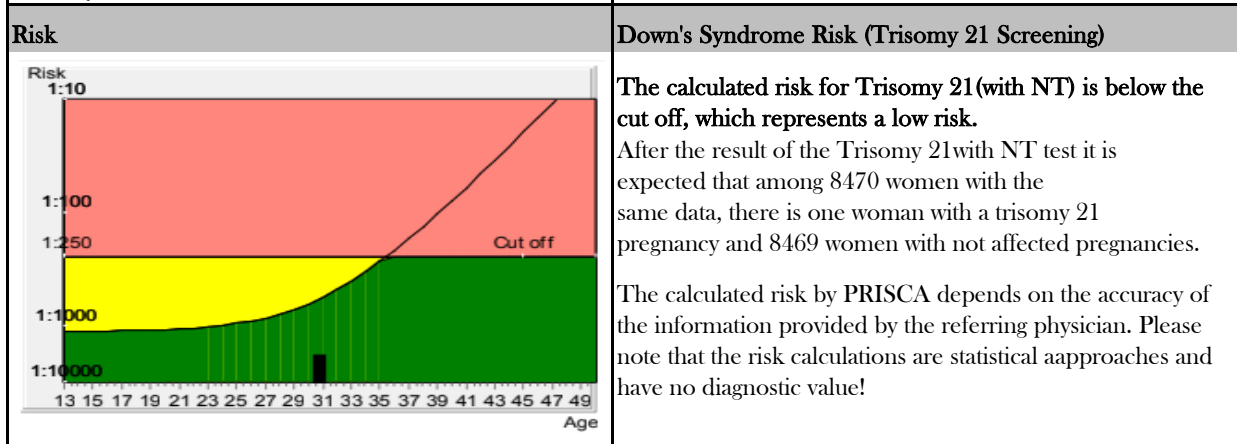 Risk
Down's Syndrome Risk (Trisomy 21 Screening)
Risk
1:10
1:100
1:250
Cut off
1:1000
1:10000
13 15 17 19 21 23 25 27 29 31 33 35 37 39 41 43 45 47 49
Age
The calculated risk for Trisomy 21(with NT) is below the
cut off, which represents a low risk.
After the result of the Trisomy 21with NT test it is
expected that among 8470 women with the
same data, there is one woman with a trisomy 21
pregnancy and 8469 women with not affected pregnancies.
The calculated risk by PRISCA depends on the accuracy of
the information provided by the referring physician. Please
note that the risk calculations are statistical aapproaches and
have no diagnostic value!